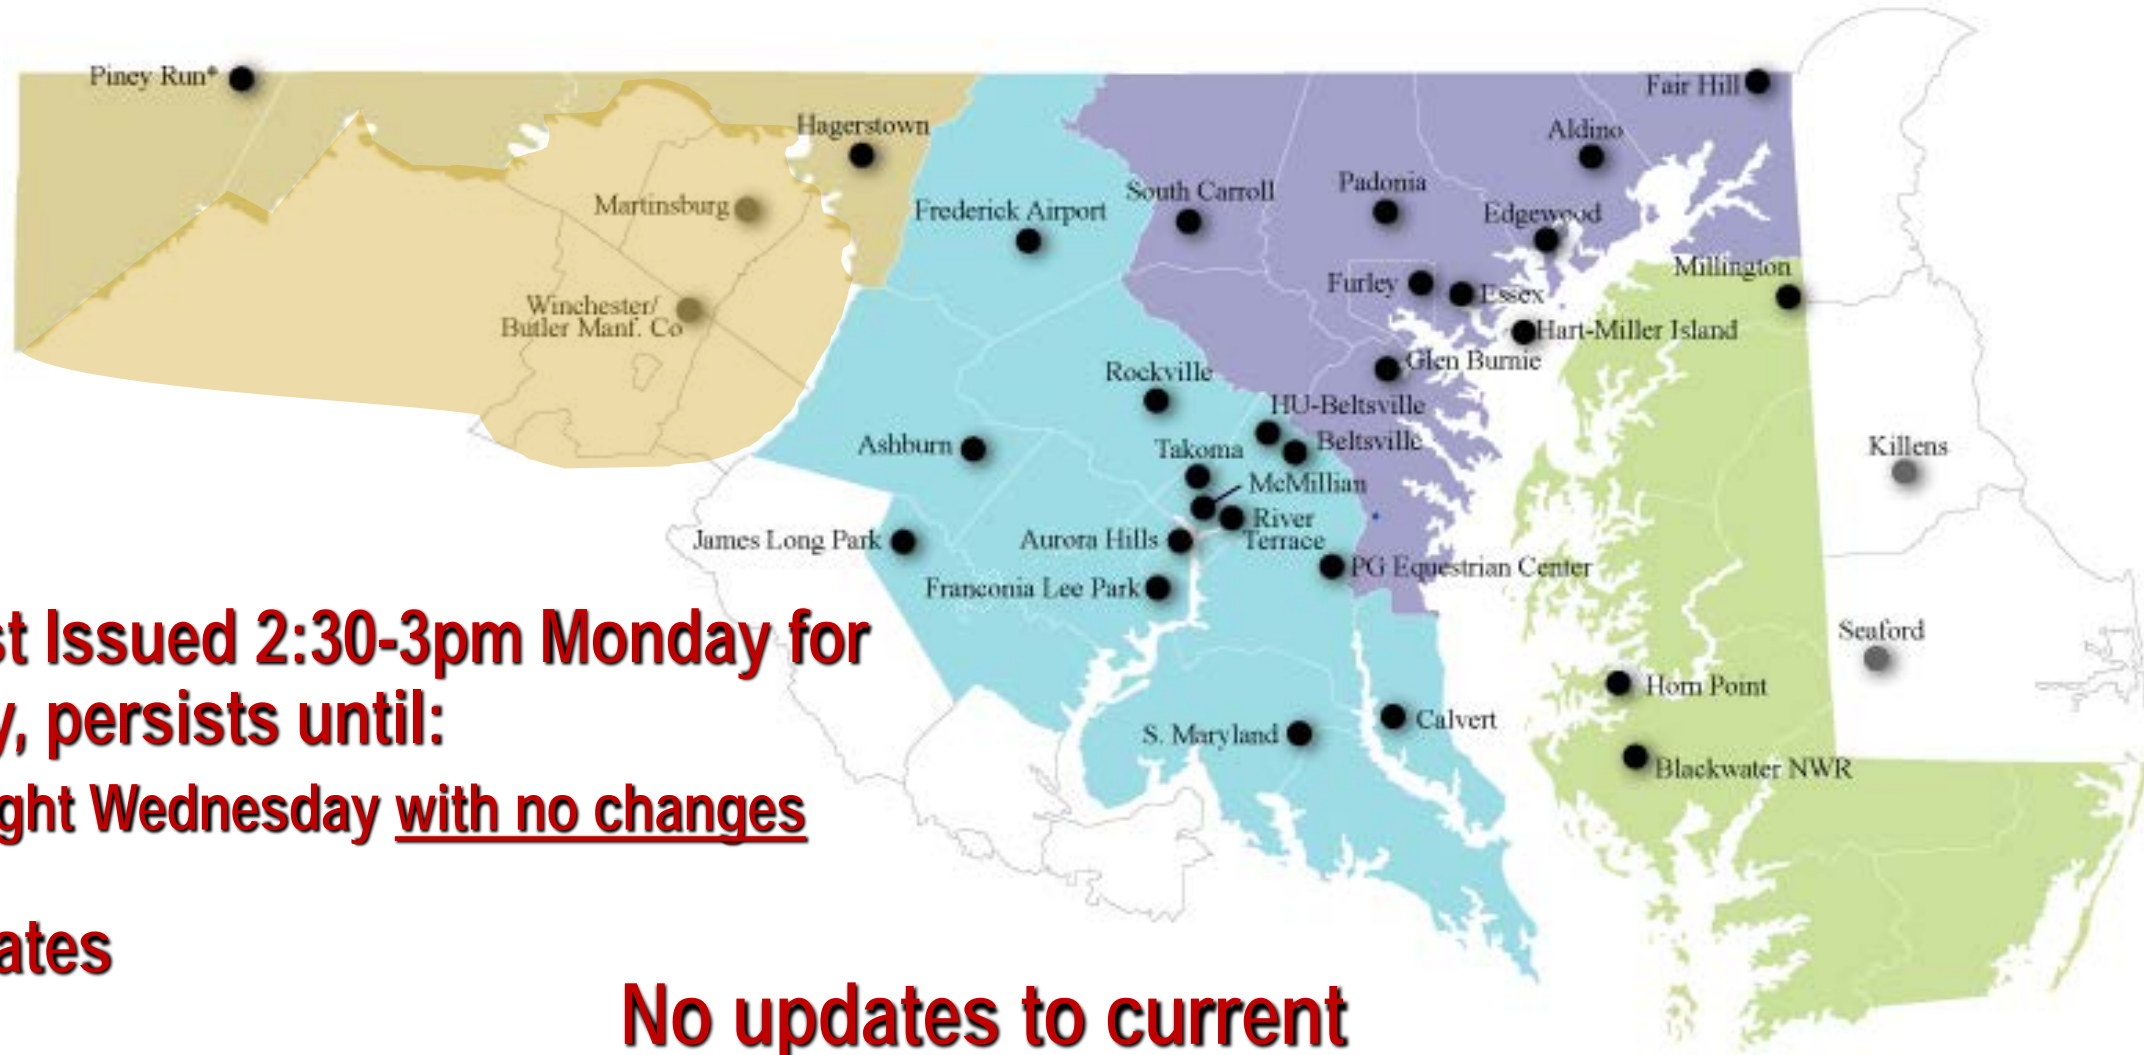 Piney Run*
Fair Hill
Hagerstown
Aldino
Martinsburg
South Carroll
Padonia
Frederick Airport
Edgewood
Millington
Furley
Essex
Winchester/
Butler Manf. Co
Hart-Miller Island
Glen Burnie
Rockville
HU-Beltsville
Ashburn
Takoma
Beltsville
Killens
McMillian
River
Terrace
James Long Park
Aurora Hills
PG Equestrian Center
Franconia Lee Park
st Issued 2:30-3pm Monday for
y, persists until:
ght Wednesday with no changes
ates
Seaford
Horn Point
S. Maryland
Calvert
Blackwater NWR
No updates to current